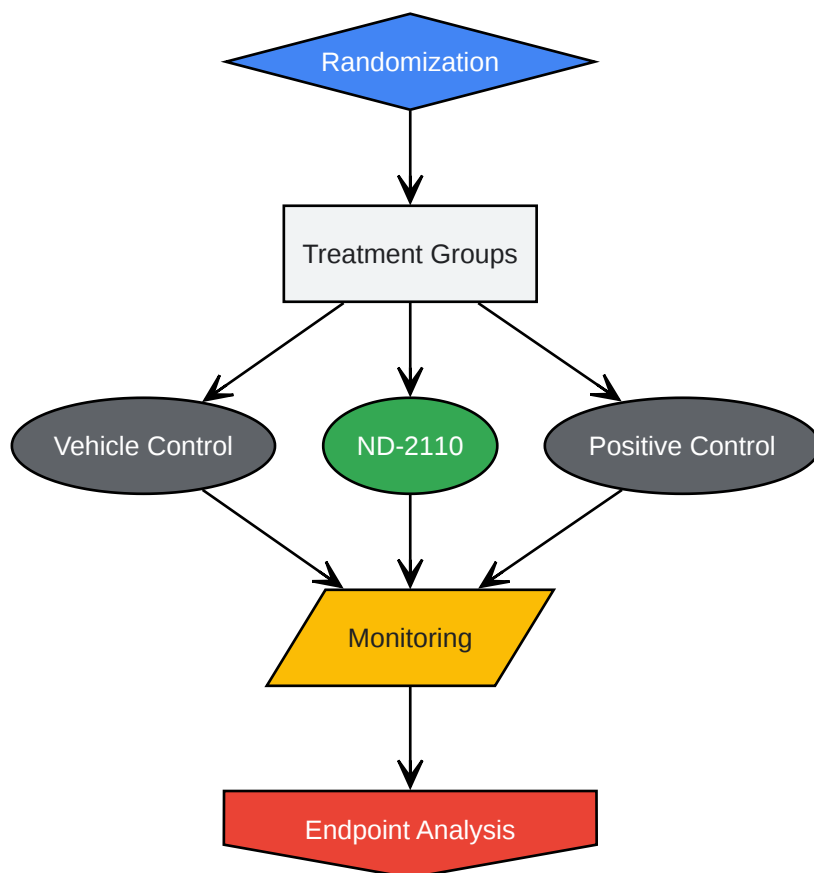 Randomization
Treatment Groups
Vehicle Control
ND-2110
Positive Control
Monitoring
Endpoint Analysis